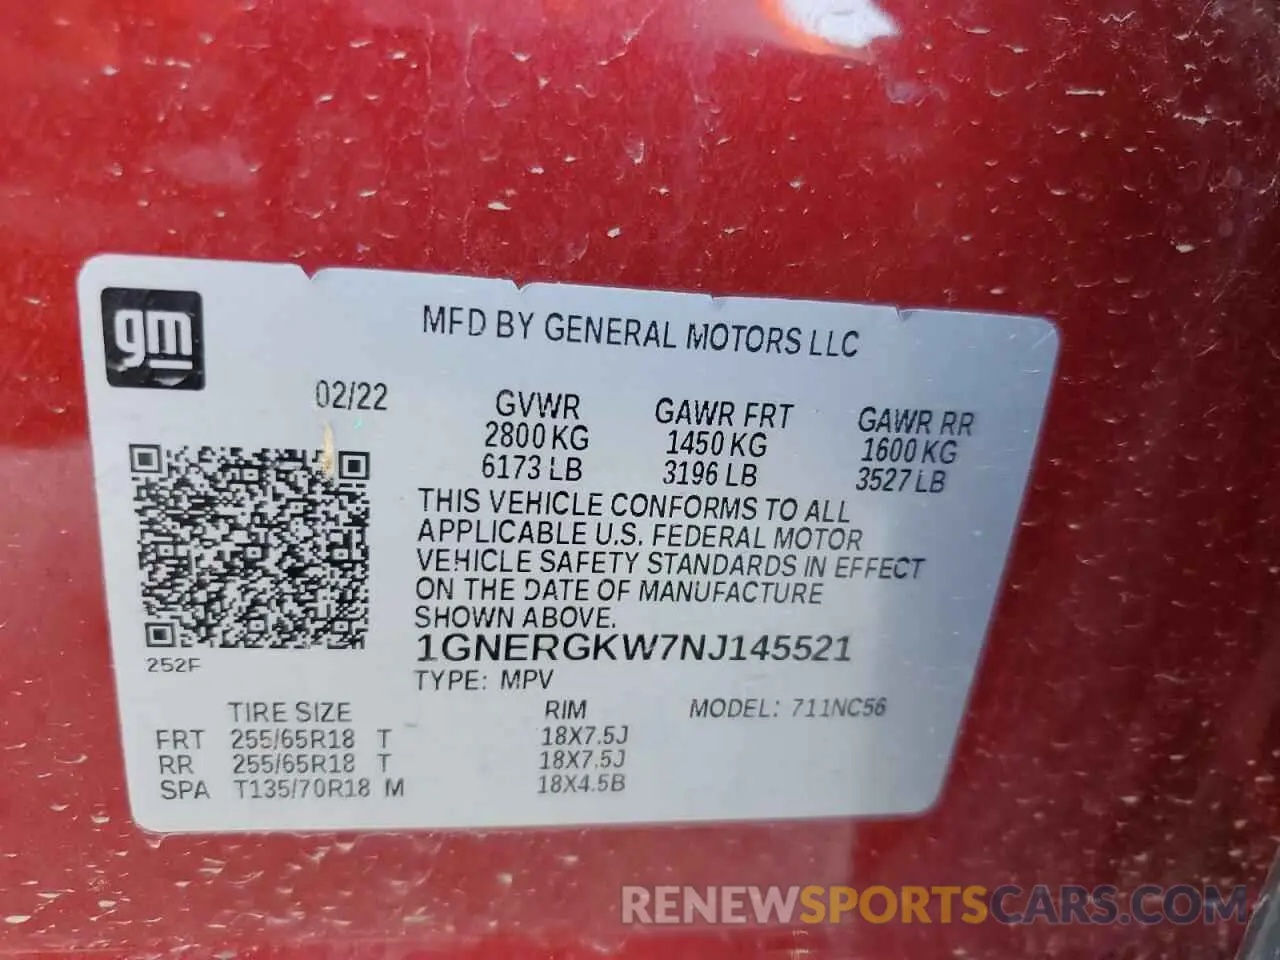 gm
MFD BY GENERAL MOTORS LLC
02/22
GVWR GAWR FRT GAWR RR
2800 KG 1450 KG 1600 KG
6173 LB 3196 LB 3527 LB
THIS VEHICLE CONFORMS TO ALL
APPLICABLE U.S. FEDERAL MOTOR
VEHICLE SAFETY STANDARDS IN EFFECT
ON THE DATE OF MANUFACTURE
SHOWN ABOVE.
1GNERGKW7NJ145521
252F
TYPE: MPV
TIRE SIZE RIM MODEL: 711NC56
FRT 255/65R18 T 18X7.5J
RR 255/65R18 T 18X7.5J
SPA T135/70R18 M 18X4.5B
RENEWSPORTSCARS.COM